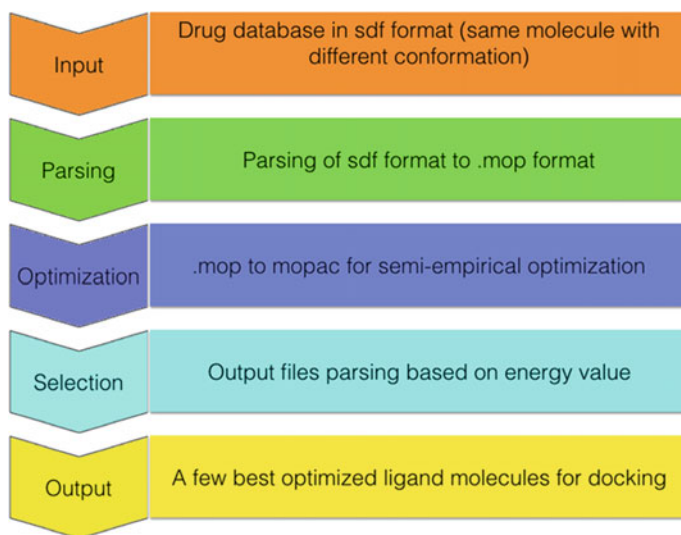 Input
Drug database in sdf format (same molecule with
different conformation)
Parsing
Parsing of sdf format to .mop format
Optimization
.mop to mopac for semi-empirical optimization
Selection
Output files parsing based on energy value
Output
A few best optimized ligand molecules for docking